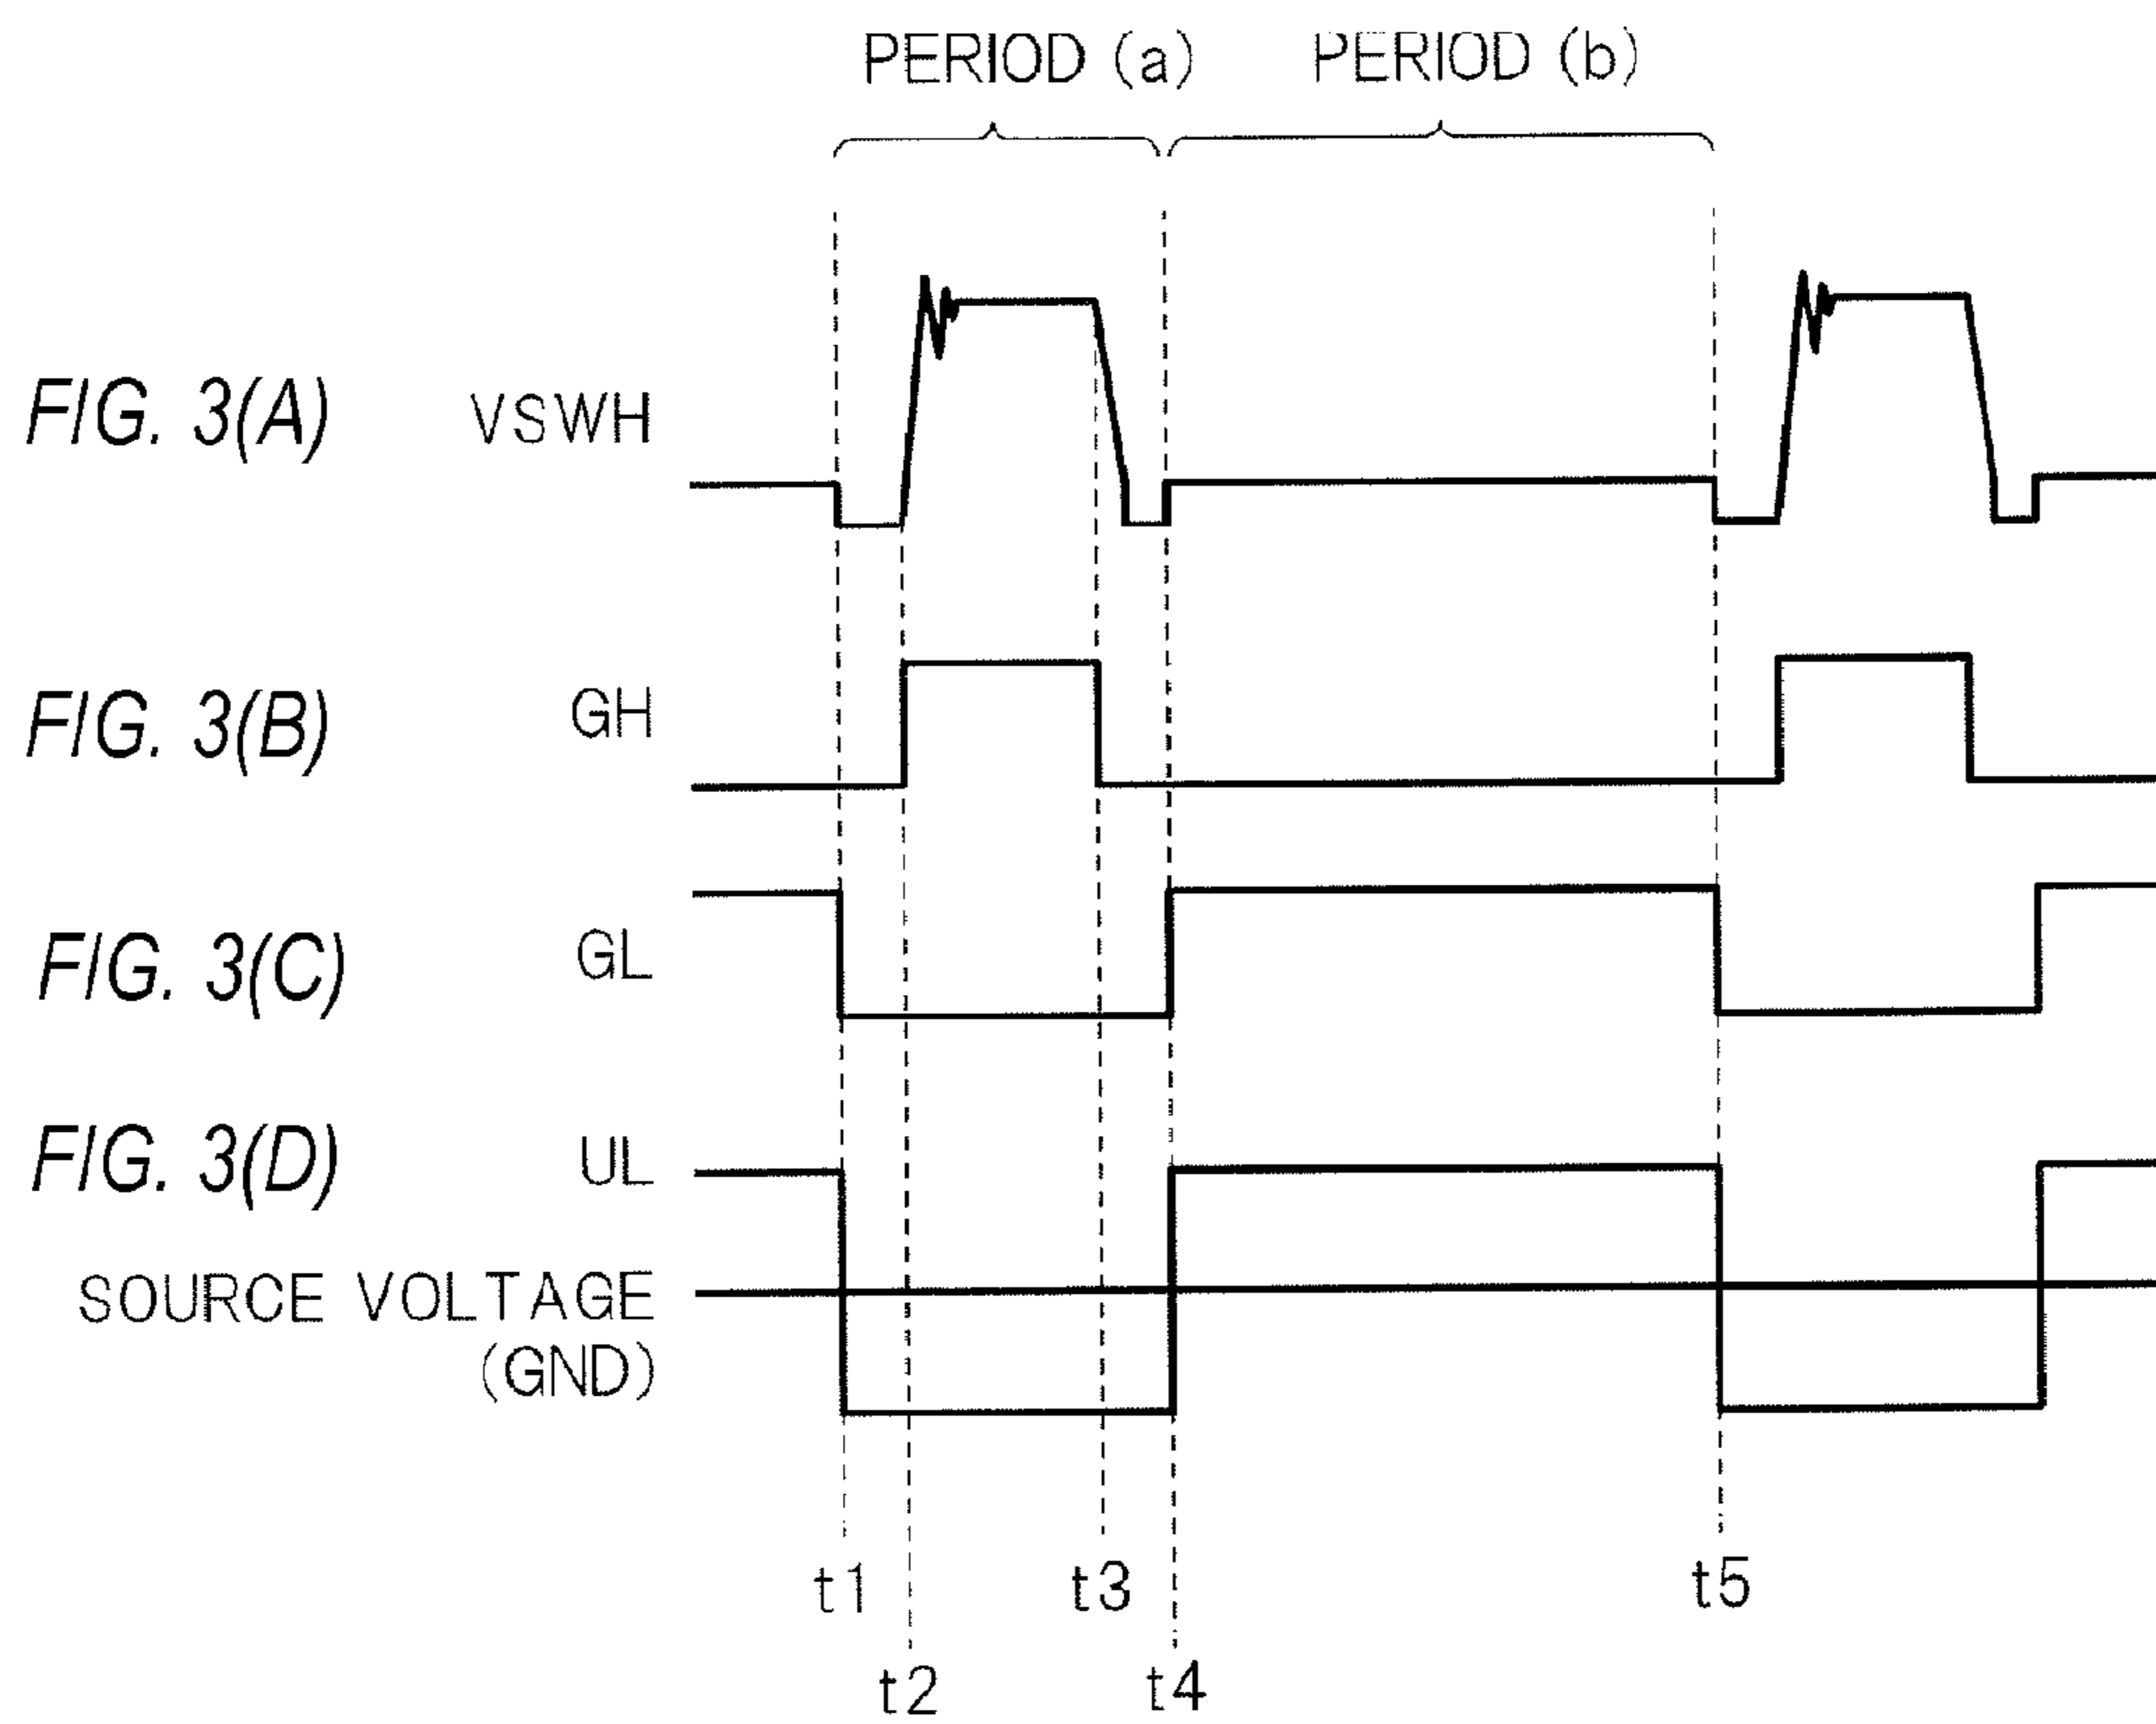 PERIOD (a) PERIOD (b)
FIG. 3(A) VSWH
FIG. 3(B) GH
FIG. 3(C) GL
FIG. 3(D) UL
SOURCE VOLTAGE
(GND)
t1 t3 t5
t2 t4